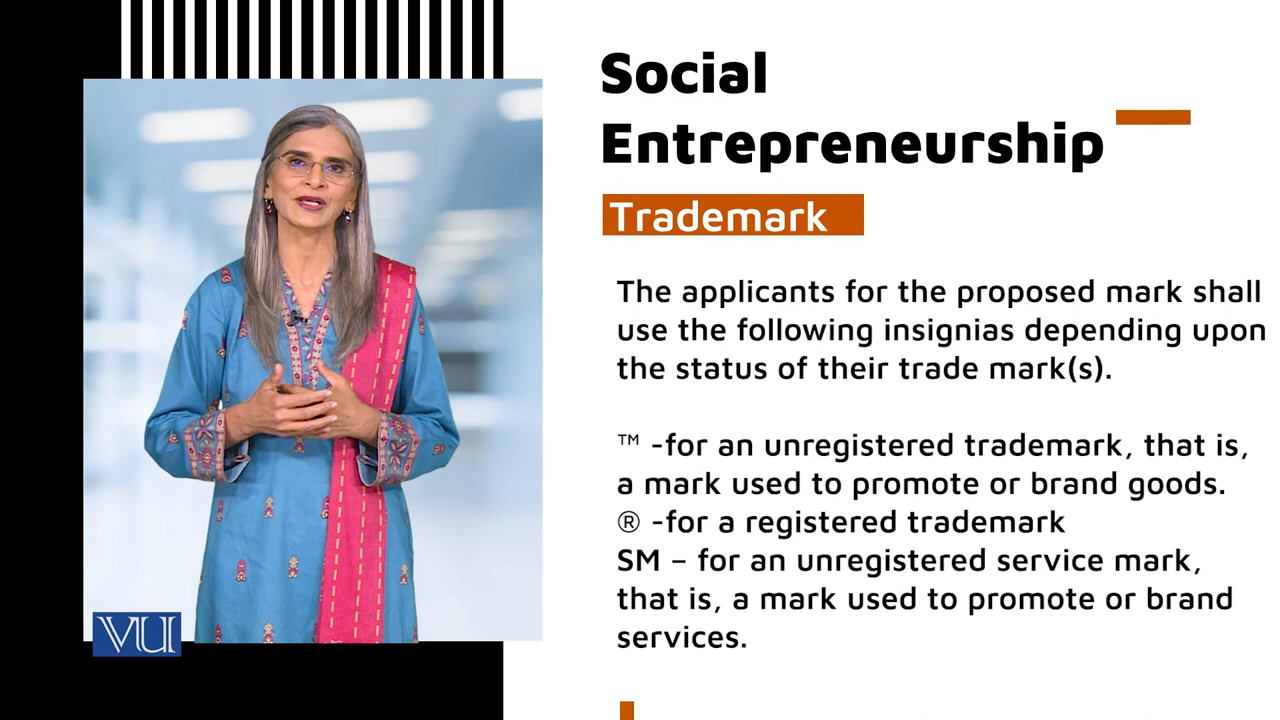 Social
Entrepreneurship
Trademark
The applicants for the proposed mark shall
use the following insignias depending upon
the status of their trade mark(s).
™ -for an unregistered trademark, that is,
a mark used to promote or brand goods.
® -for a registered trademark
SM – for an unregistered service mark,
that is, a mark used to promote or brand
services.
VU